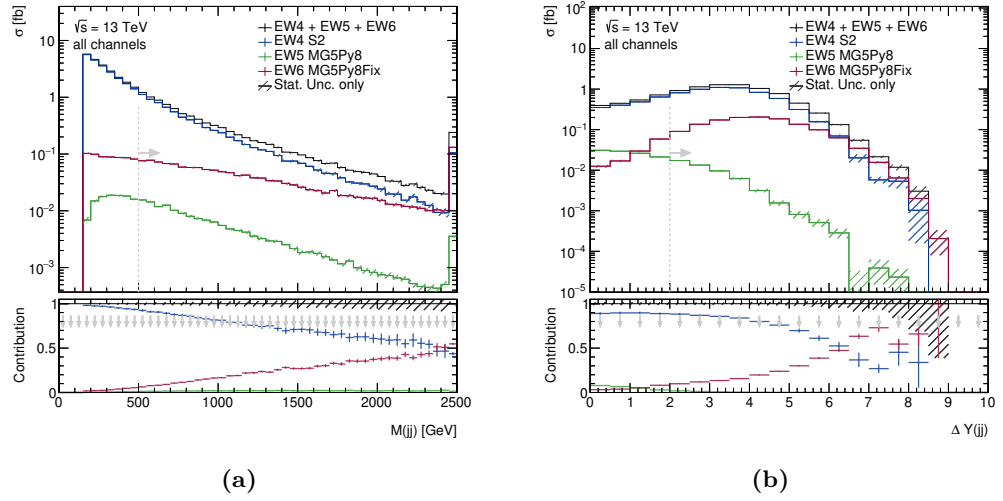 σ [fb]
√s = 13 TeV
all channels
EW4 + EW5 + EW6
EW4 S2
EW5 MG5Py8
EW6 MG5Py8Fix
Stat. Unc. only
10
1
10⁻¹
10⁻²
10⁻³
Contribution
1
0.5
0
0 500 1000 1500 2000 2500
M(jj) [GeV]
(a)
σ [fb]
√s = 13 TeV
all channels
EW4 + EW5 + EW6
EW4 S2
EW5 MG5Py8
EW6 MG5Py8Fix
Stat. Unc. only
10²
10
1
10⁻¹
10⁻²
10⁻³
10⁻⁴
10⁻⁵
Contribution
1
0.5
0
0 1 2 3 4 5 6 7 8 9 10
Δ Y(jj)
(b)